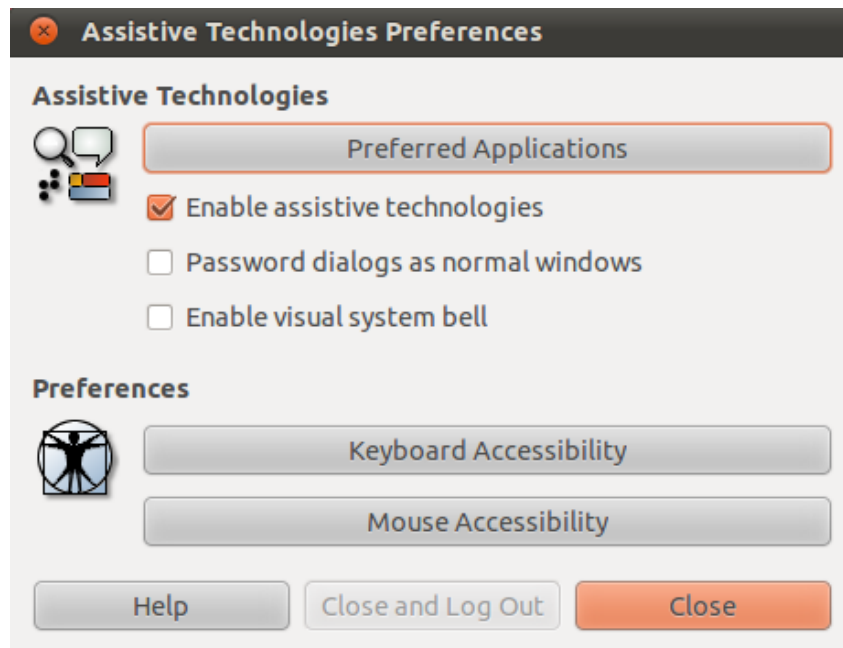 Assistive Technologies Preferences
Assistive Technologies
Preferred Applications
Enable assistive technologies
Password dialogs as normal windows
Enable visual system bell
Preferences
Keyboard Accessibility
Mouse Accessibility
Help Close and Log Out Close